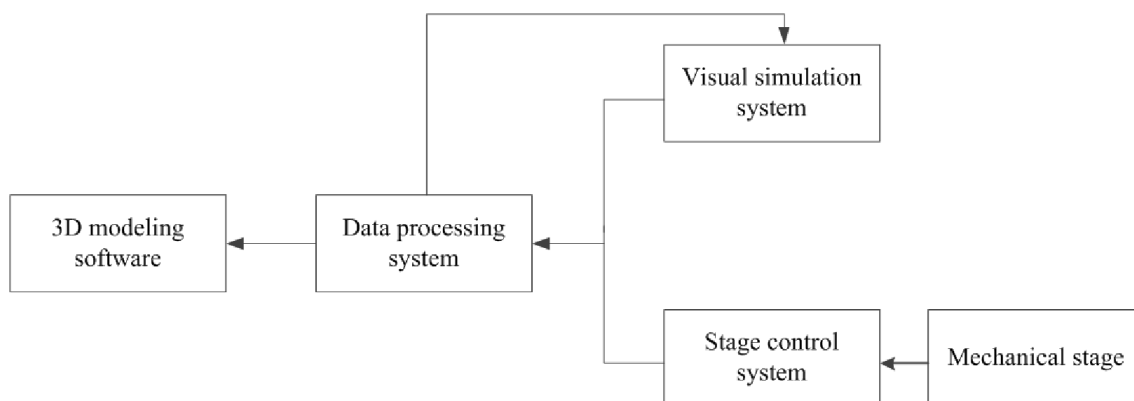 Visual simulation
system
3D modeling
software
Data processing
system
Stage control
system
Mechanical stage